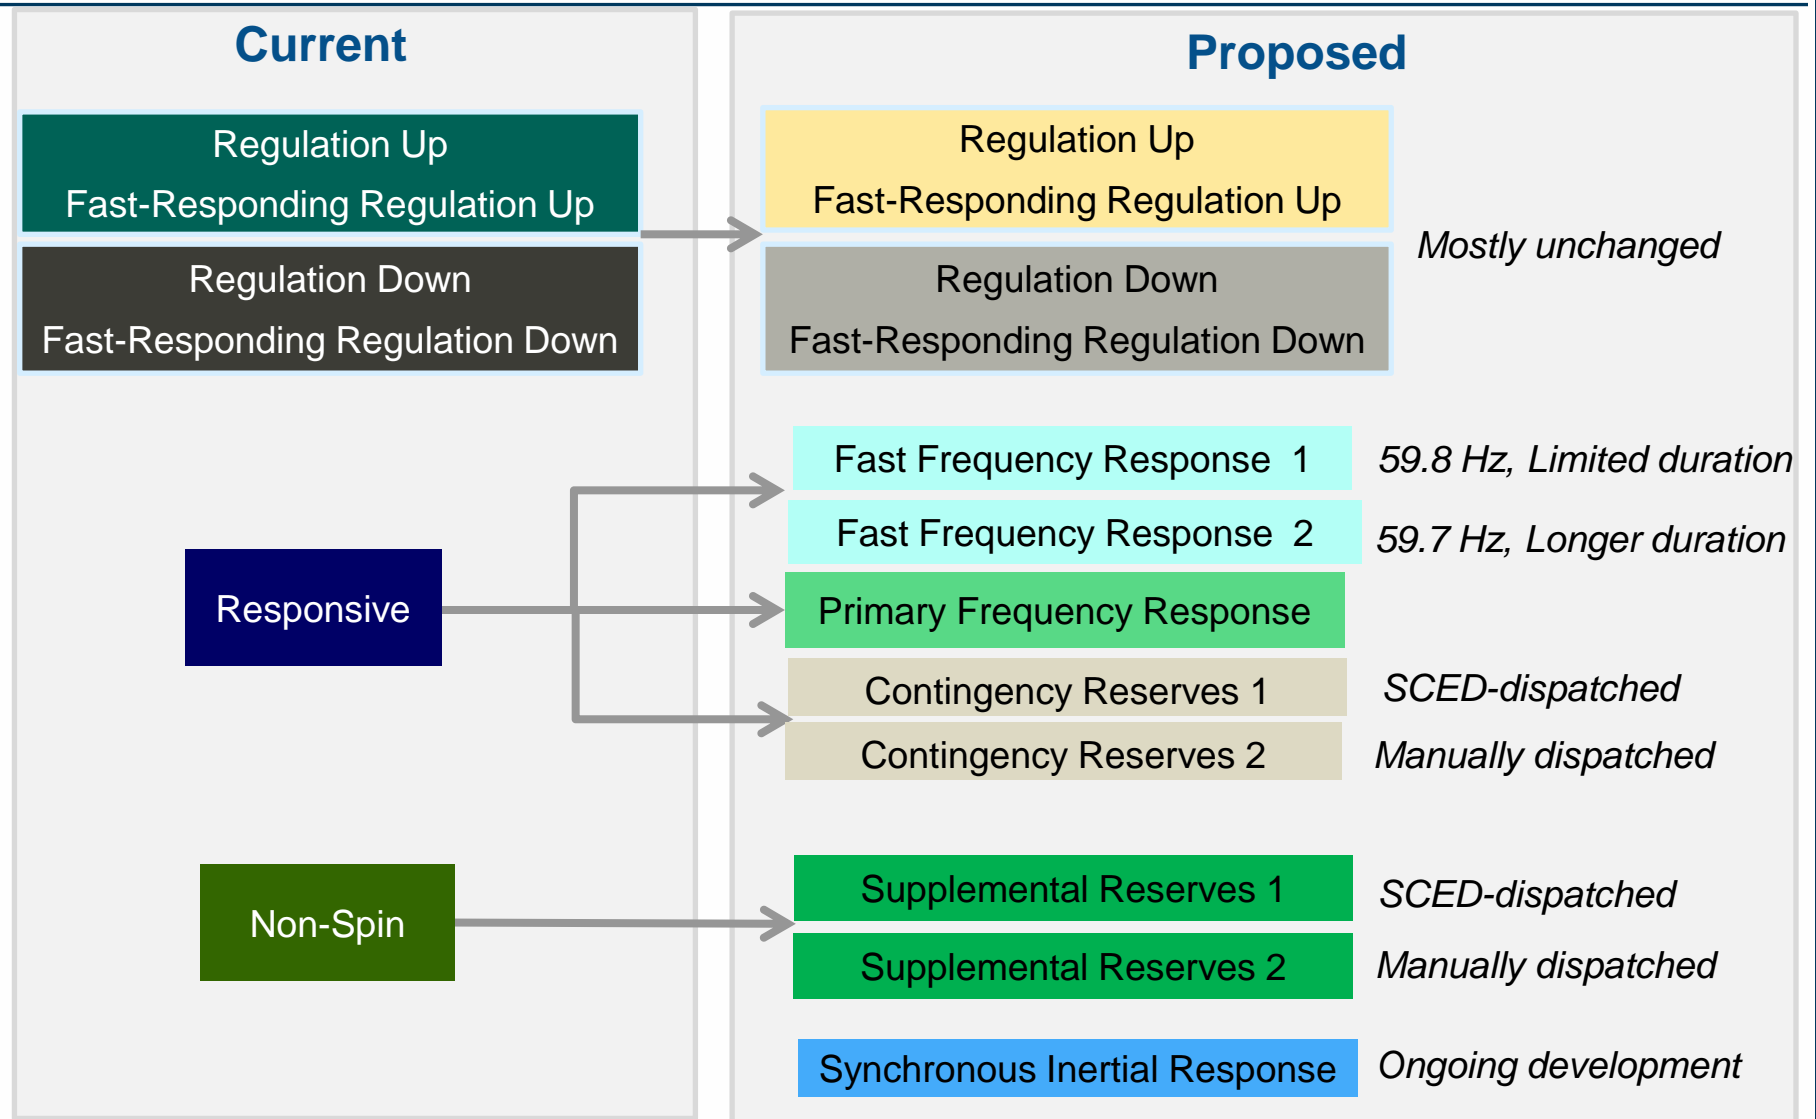 Current
Regulation Up
Fast-Responding Regulation Up
Regulation Down
Fast-Responding Regulation Down
Responsive
Non-Spin
Proposed
Regulation Up
Fast-Responding Regulation Up
Regulation Down
Fast-Responding Regulation Down
Mostly unchanged
Fast Frequency Response 1
59.8 Hz, Limited duration
Fast Frequency Response 2
59.7 Hz, Longer duration
Primary Frequency Response
Contingency Reserves 1
SCED-dispatched
Contingency Reserves 2
Manually dispatched
Supplemental Reserves 1
SCED-dispatched
Supplemental Reserves 2
Manually dispatched
Synchronous Inertial Response
Ongoing development